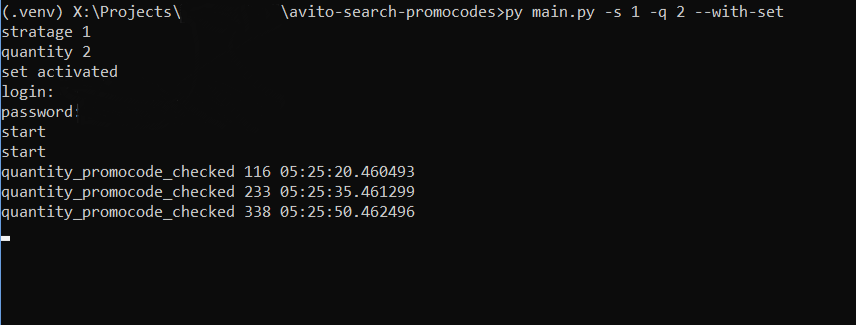 (.venv) X:\Projects\ \avito-search-promocodes>py main.py -s 1 -q 2 --with-set
stratage 1
quantity 2
set activated
login:
password:
start
start
quantity_promocode_checked 116 05:25:20.460493
quantity_promocode_checked 233 05:25:35.461299
quantity_promocode_checked 338 05:25:50.462496